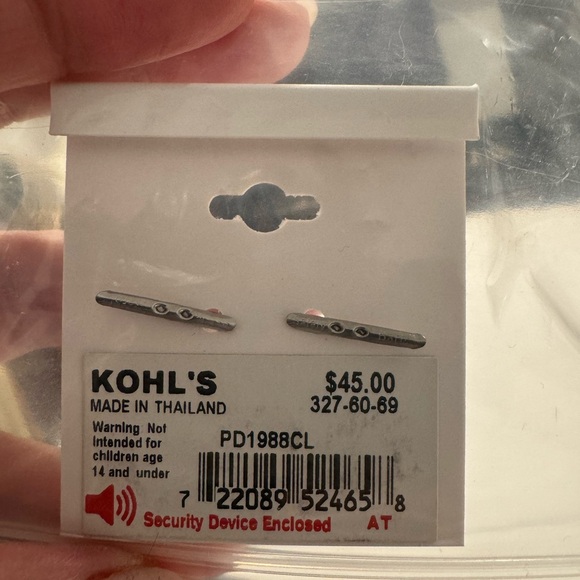 KOHL'S
$45.00
MADE IN THAILAND
327-60-69
Warning Not
Intended for
children age
14 and under
PD1988CL
7 22089 52465 8
Security Device Enclosed
AT